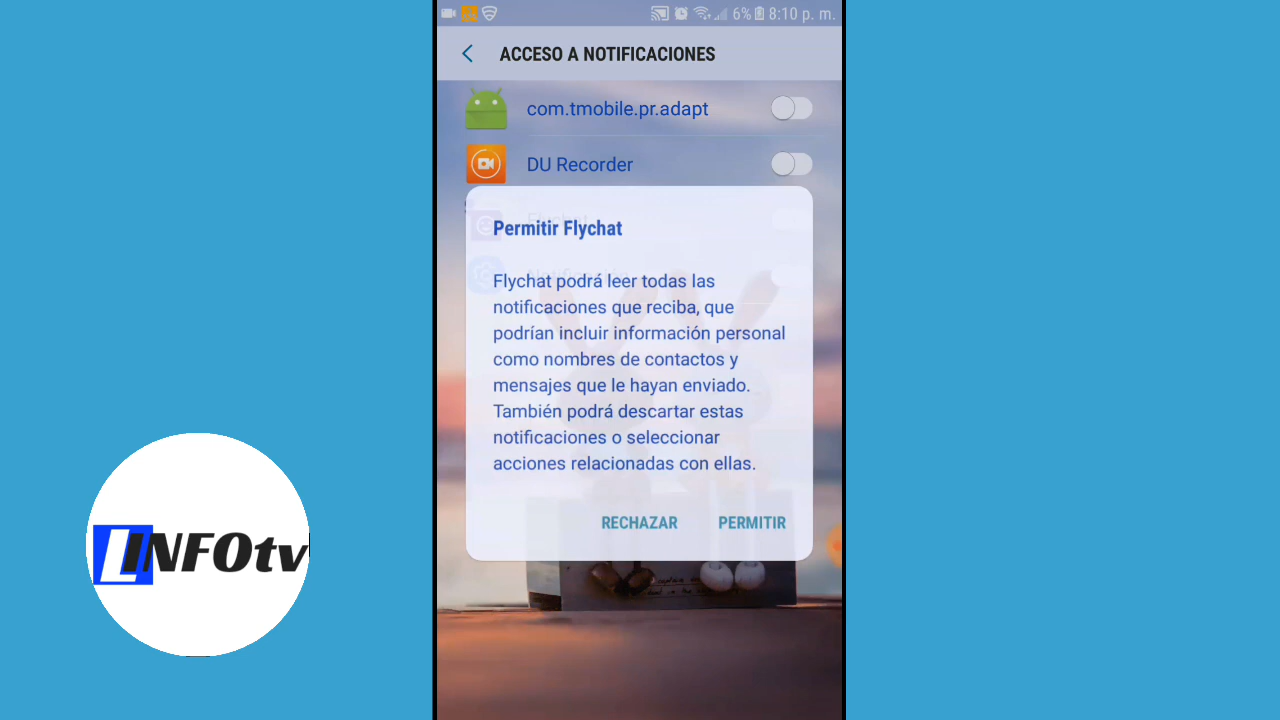 6% 8:10 p. m.
ACCESO A NOTIFICACIONES
com.tmobile.pr.adapt
DU Recorder
Flychat
Permitir Flychat
Flychat podrá leer todas las
notificaciones que reciba, que
podrían incluir información personal
como nombres de contactos y
mensajes que le hayan enviado.
También podrá descartar estas
notificaciones o seleccionar
acciones relacionadas con ellas.
RECHAZAR PERMITIR
LINFOtv